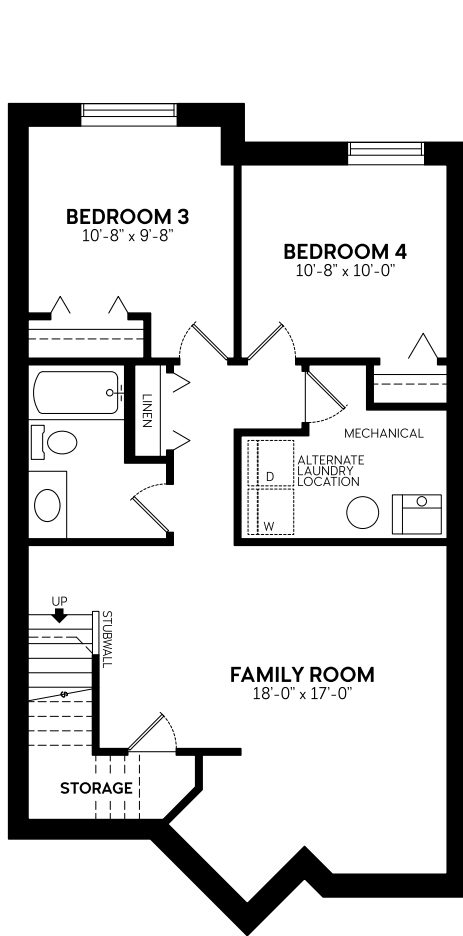 BEDROOM 3
10'-8" x 9'-8"
BEDROOM 4
10'-8" x 10'-0"
LINEN
MECHANICAL
ALTERNATE
LAUNDRY
LOCATION
D
W
UP
STUBWALL
FAMILY ROOM
18'-0" x 17'-0"
STORAGE